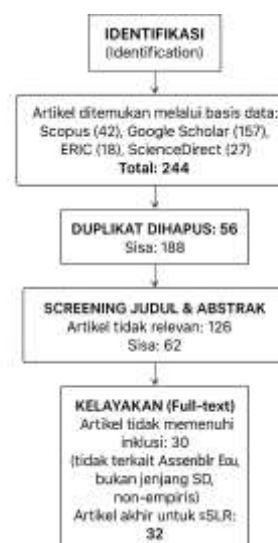 IDENTIFIKASI
(Identification)
Artikel ditemukan melalui basis data:
Scopus (42), Google Scholar (157),
ERIC (18), ScienceDirect (27)
Total: 244
DUPLIKAT DIHAPUS: 56
Sisa: 188
SCREENING JUDUL & ABSTRAK
Artikel tidak relevan: 126
Sisa: 62
KELAYAKAN (Full-text)
Artikel tidak memenuhi
inklusi: 30
(tidak terkait Assenblr
bukan jenjang SD,
non-empiris)
Artikel akhir untuk sSLR:
32